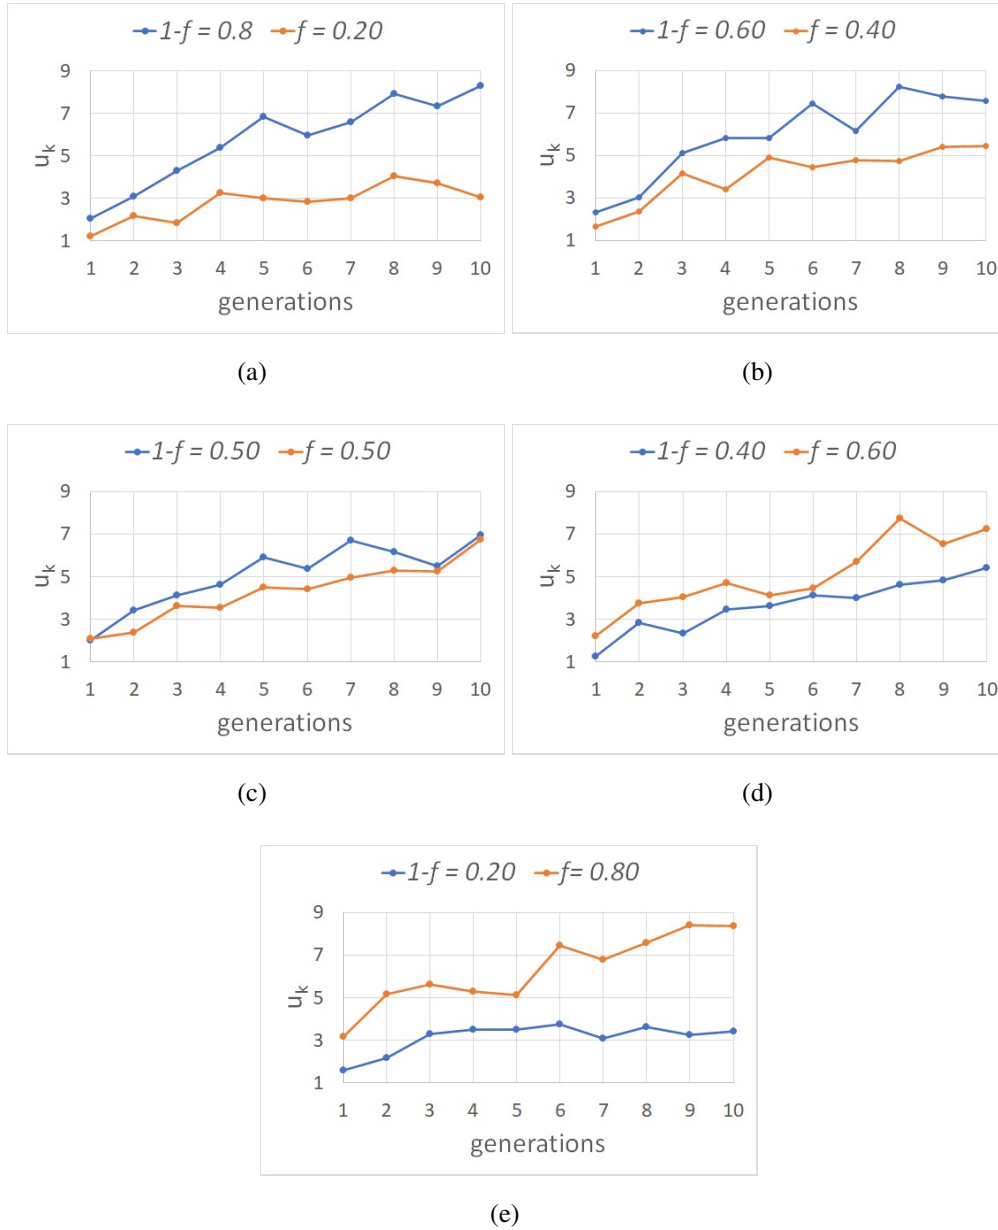 1-f = 0.8 f = 0.20
9
7
5
3
1
u_k
1 2 3 4 5 6 7 8 9 10
generations
(a)
1-f = 0.60 f = 0.40
9
7
5
3
1
u_k
1 2 3 4 5 6 7 8 9 10
generations
(b)
1-f = 0.50 f = 0.50
9
7
5
3
1
u_k
1 2 3 4 5 6 7 8 9 10
generations
(c)
1-f = 0.40 f = 0.60
9
7
5
3
1
u_k
1 2 3 4 5 6 7 8 9 10
generations
(d)
1-f = 0.20 f= 0.80
9
7
5
3
1
u_k
1 2 3 4 5 6 7 8 9 10
generations
(e)